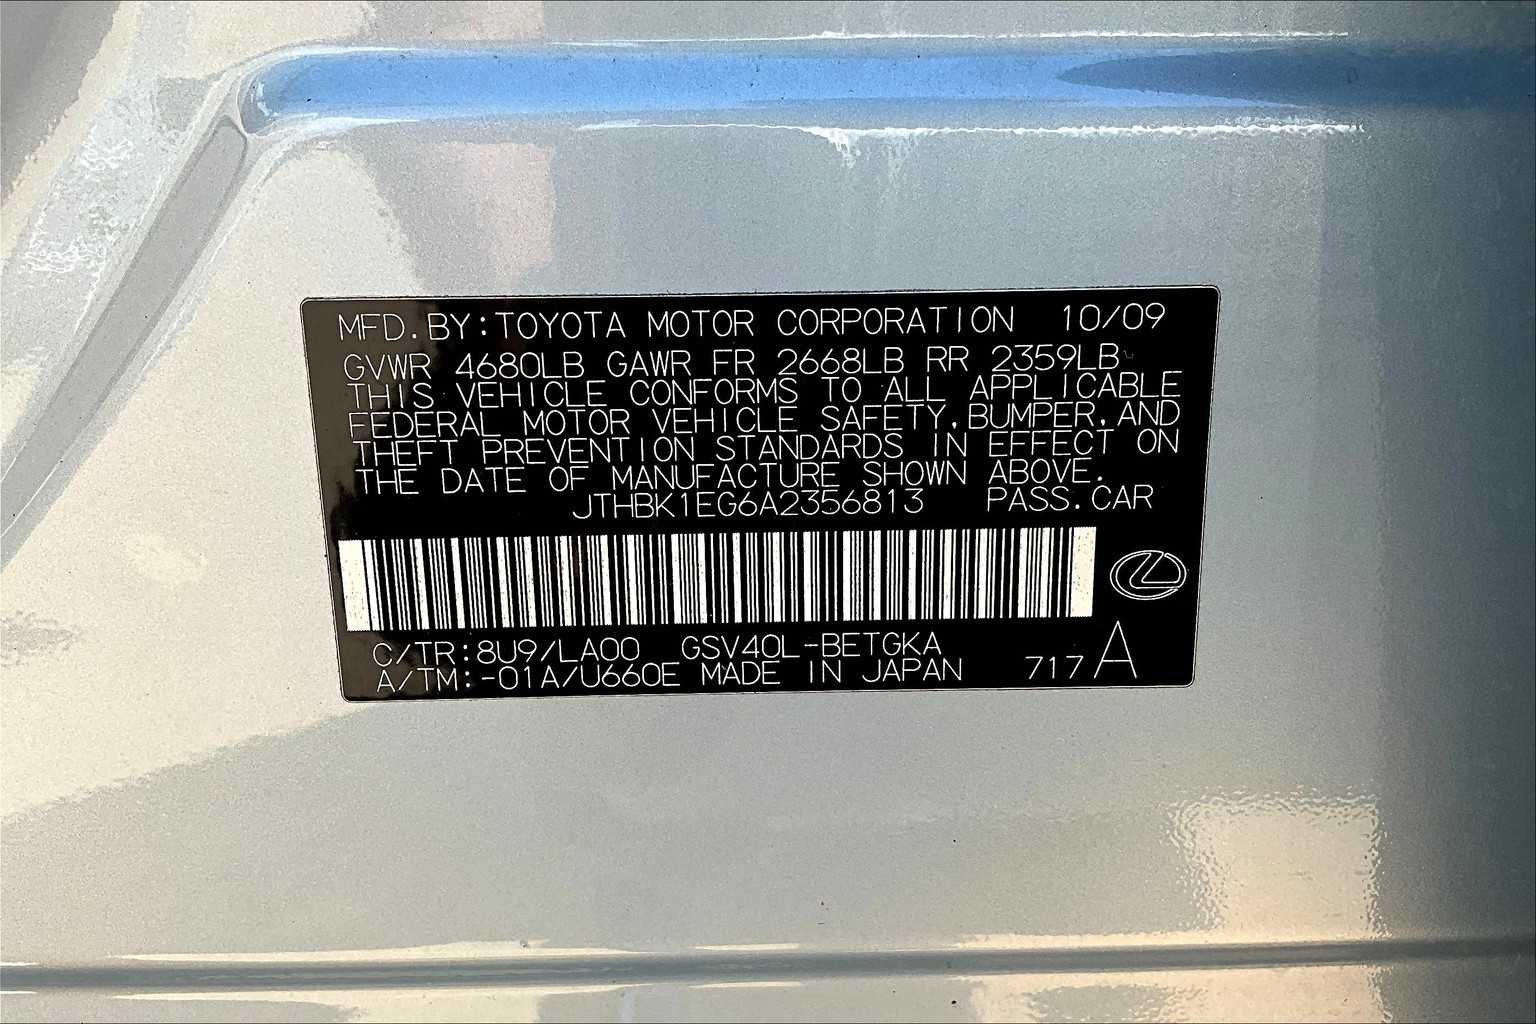 MFD. BY: TOYOTA MOTOR CORPORATION 10/09
GVWR 4680LB GAWR FR 2668LB RR 2359LB
THIS VEHICLE CONFORMS TO ALL APPLICABLE
FEDERAL MOTOR VEHICLE SAFETY, BUMPER, AND
THEFT PREVENTION STANDARDS IN EFFECT ON
THE DATE OF MANUFACTURE SHOWN ABOVE.
JTHBK1EG6A2356813 PASS. CAR
C/TR: 8U9/LA00 GSV40L-BETGKA
A/TM: -01A/U660E MADE IN JAPAN 717 A